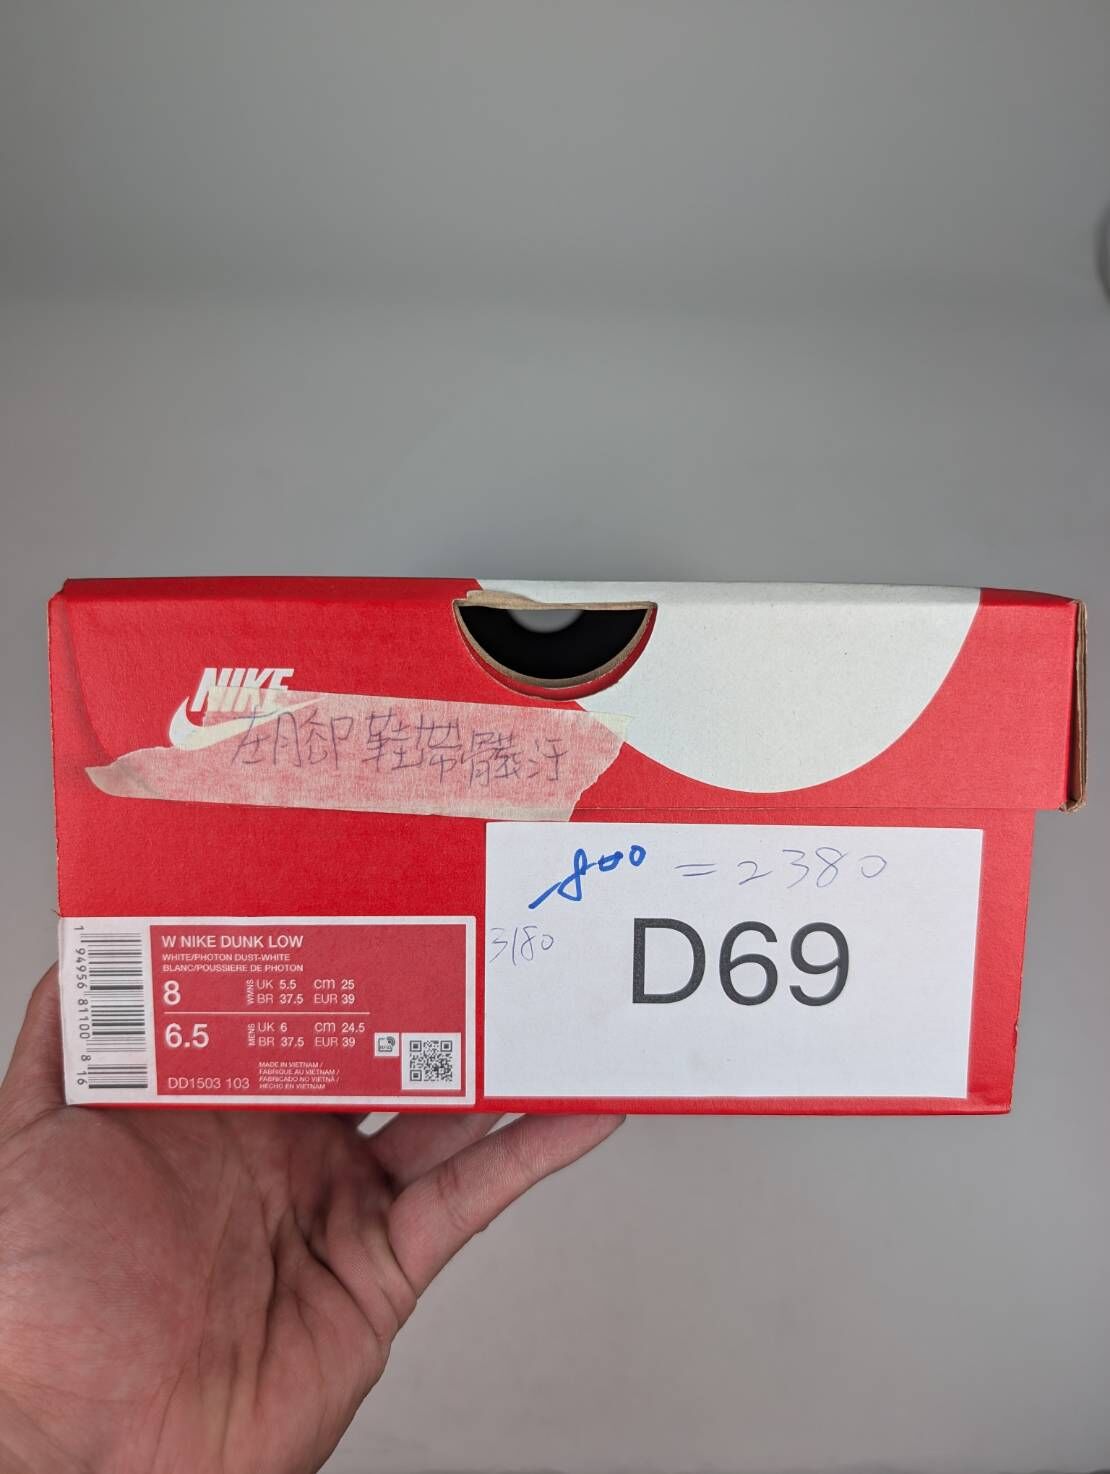 NIKE
左腳鞋帶髒汙
-800 = 2380
3180
D69
1 94956 81100 8 16
W NIKE DUNK LOW
WHITE/PHOTON DUST-WHITE
BLANC/POUSSIERE DE PHOTON
8 WMNS UK 5.5 cm 25
BR 37.5 EUR 39
6.5 MENS UK 6 cm 24.5
BR 37.5 EUR 39
DD1503 103
MADE IN VIETNAM /
FABRIQUE AU VIETNAM /
FABRICADO NO VIETNÃ /
HECHO EN VIETNAM